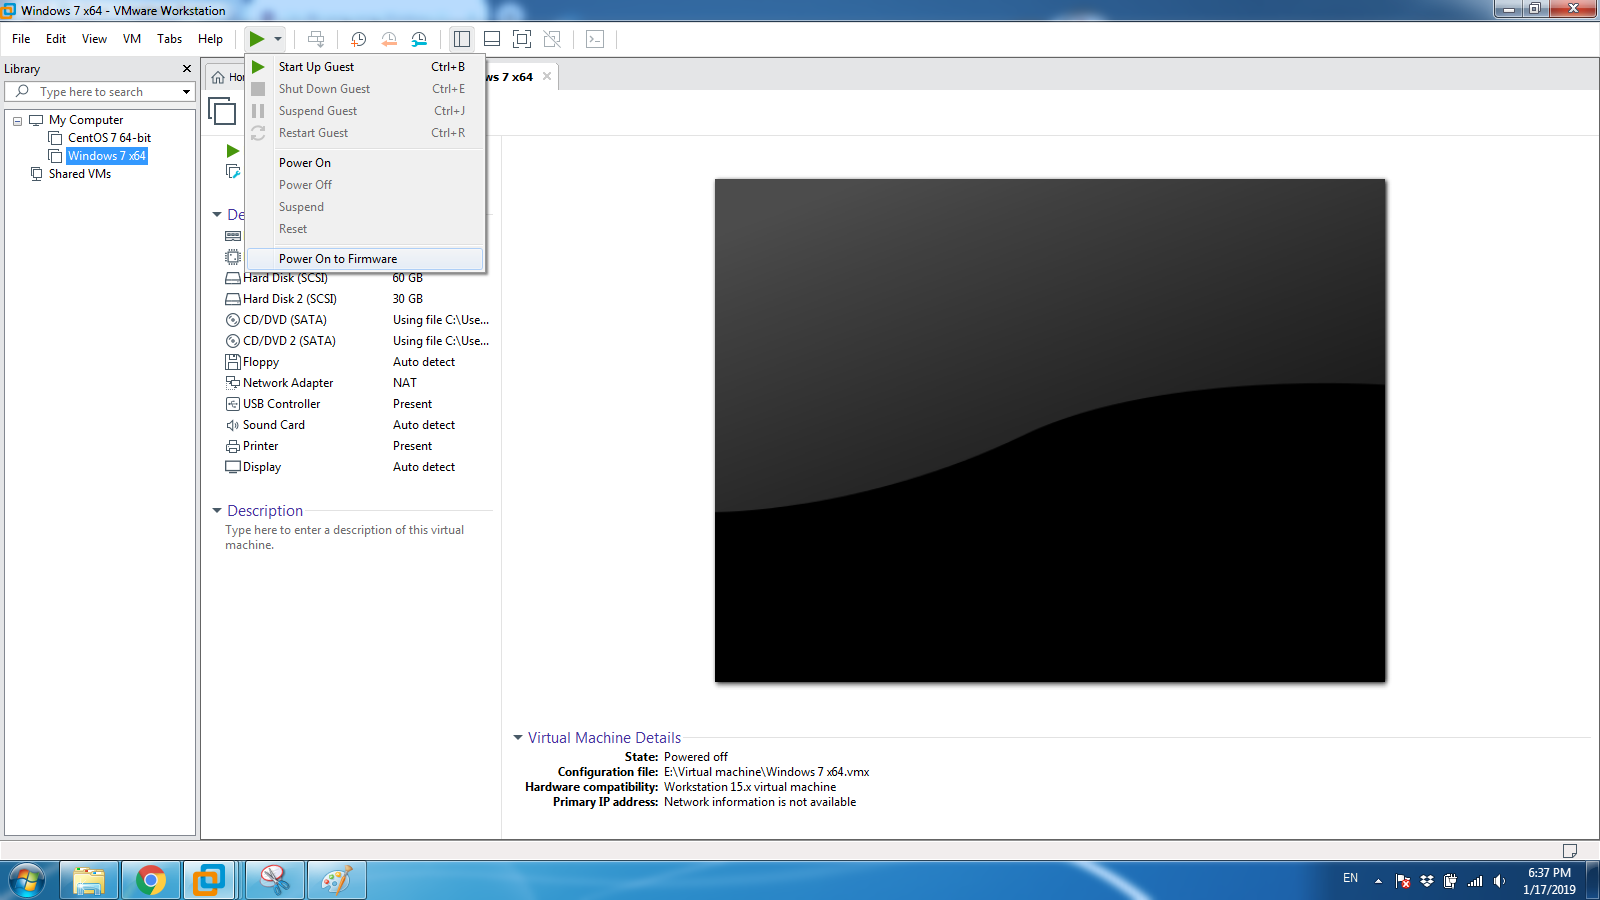 Windows 7 x64 - VMware Workstation
File Edit View VM Tabs Help
Library
Type here to search
My Computer
CentOS 7 64-bit
Windows 7 x64
Shared VMs
Start Up Guest Ctrl+B
Shut Down Guest Ctrl+E
Suspend Guest Ctrl+J
Restart Guest Ctrl+R
Power On
Power Off
Suspend
Reset
Power On to Firmware
Hard Disk (SCSI) 60 GB
Hard Disk 2 (SCSI) 30 GB
CD/DVD (SATA) Using file C:\Use...
CD/DVD 2 (SATA) Using file C:\Use...
Floppy Auto detect
Network Adapter NAT
USB Controller Present
Sound Card Auto detect
Printer Present
Display Auto detect
Description
Type here to enter a description of this virtual
machine.
Virtual Machine Details
State: Powered off
Configuration file: E:\Virtual machine\Windows 7 x64.vmx
Hardware compatibility: Workstation 15.x virtual machine
Primary IP address: Network information is not available
EN
6:37 PM
1/17/2019